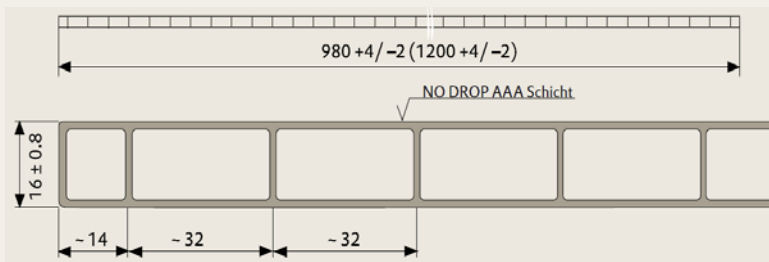 980 +4/−2 (1200 +4/−2)
NO DROP AAA Schicht
16 ± 0.8
~ 14
~ 32
~ 32